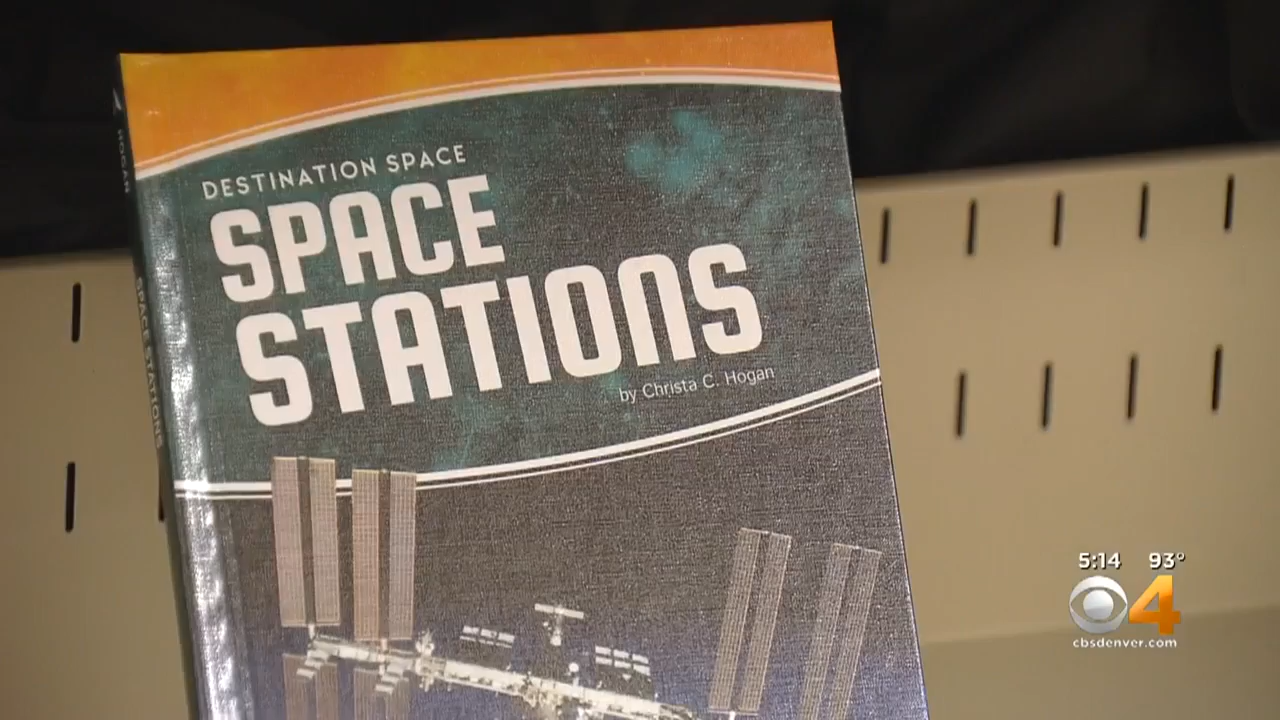 DESTINATION SPACE
SPACE
STATIONS
by Christa C. Hogan
HOGAN
SPACE STATIONS
5:14 93°
4
cbsdenver.com